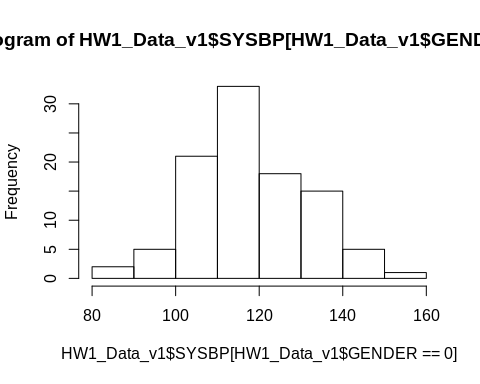 ogram of HW1_Data_v1$SYSBP[HW1_Data_v1$GEND
Frequency
30
20
10
5
0
80 100 120 140 160
HW1_Data_v1$SYSBP[HW1_Data_v1$GENDER == 0]